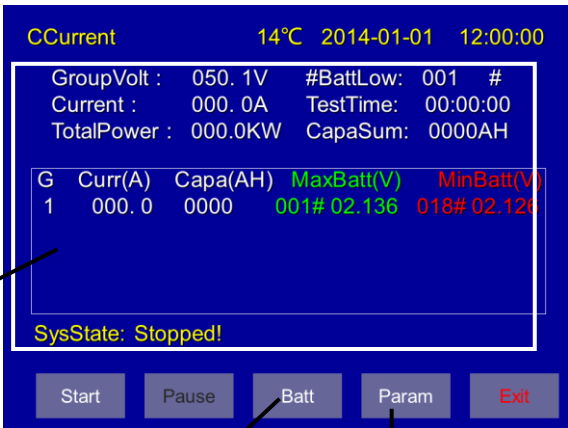 CCurrent 14℃ 2014-01-01 12:00:00
GroupVolt : 050. 1V #BattLow: 001 #
Current : 000. 0A TestTime: 00:00:00
TotalPower : 000.0KW CapaSum: 0000AH
G Curr(A) Capa(AH) MaxBatt(V) MinBatt(V)
1 000. 0 0000 001# 02.136 018# 02.126
SysState: Stopped!
Start Pause Batt Param Exit